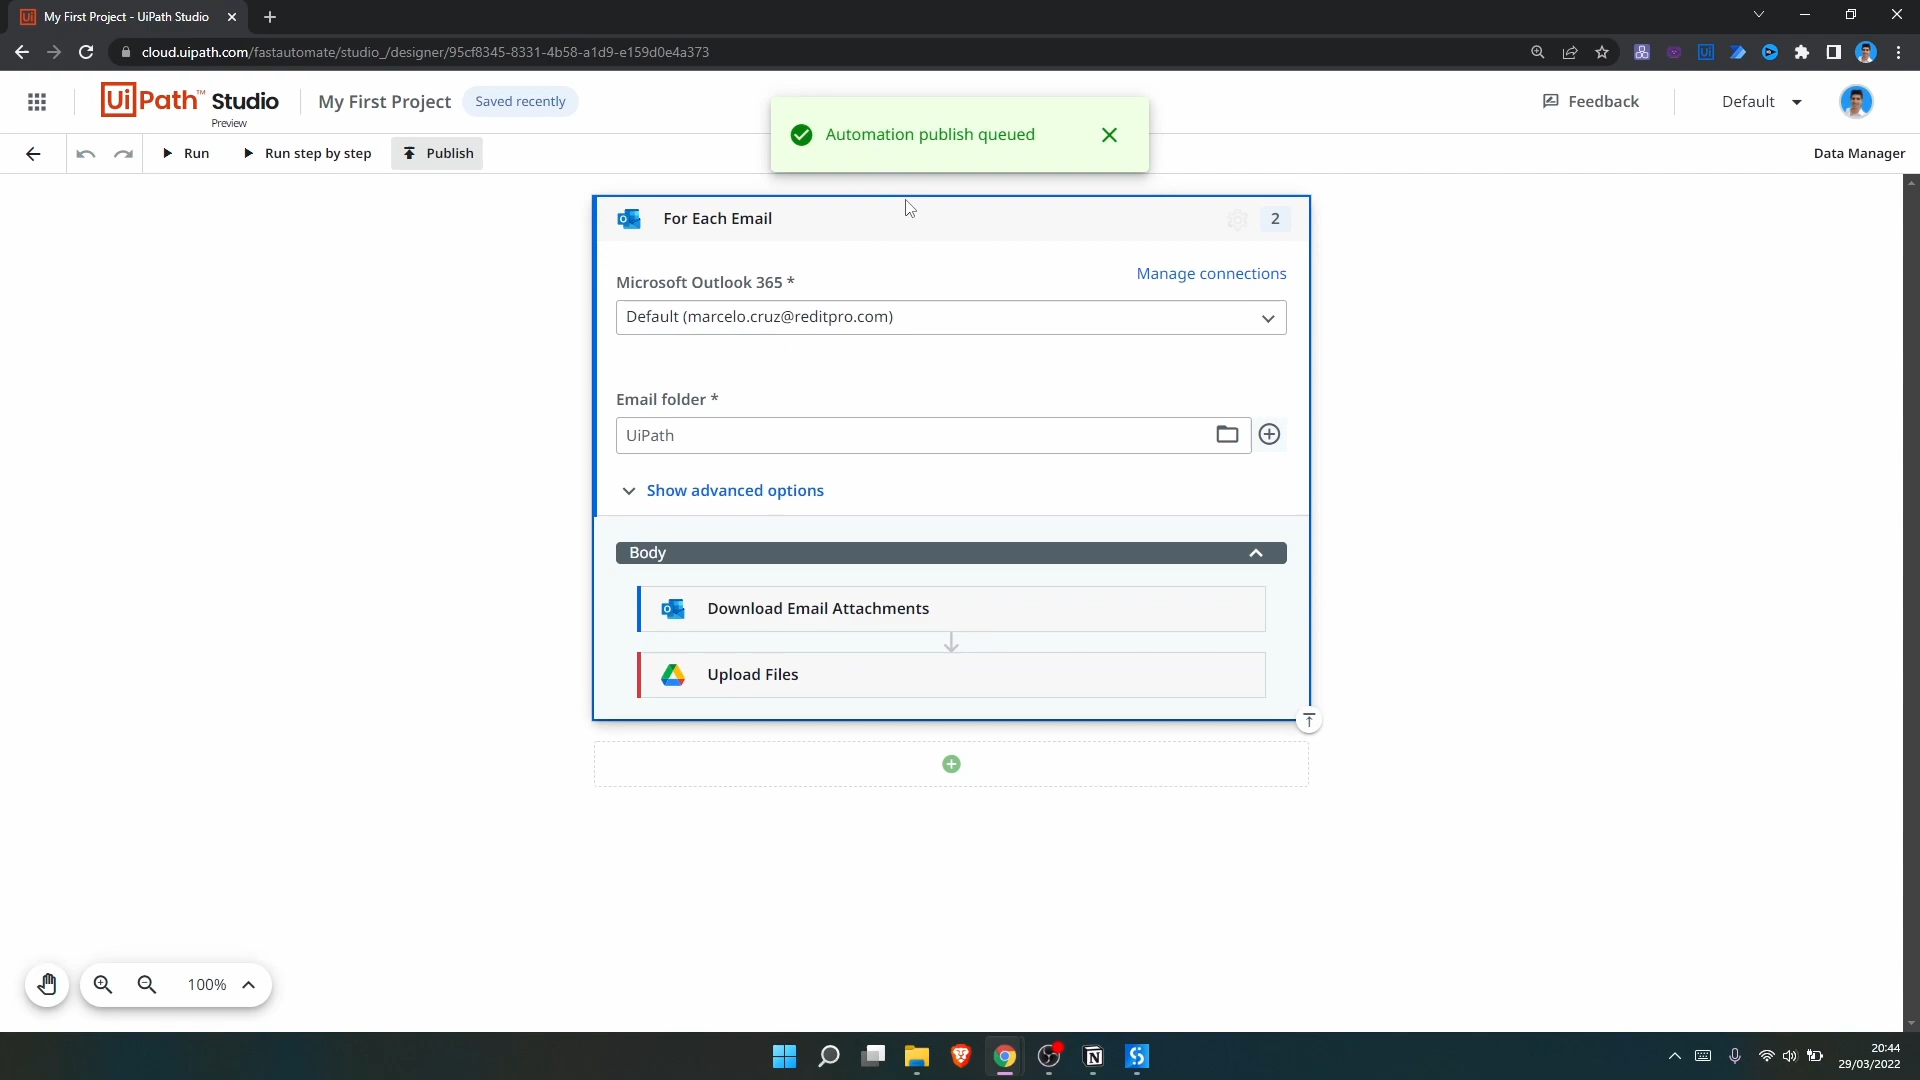 My First Project - UiPath Studio
cloud.uipath.com/fastautomate/studio_/designer/95cf8345-8331-4b58-a1d9-e159d0e4a373
UiPath™ Studio
Preview
My First Project
Saved recently
Automation publish queued
Feedback
Default
Run
Run step by step
Publish
Data Manager
For Each Email
2
Microsoft Outlook 365 *
Manage connections
Default (marcelo.cruz@reditpro.com)
Email folder *
UiPath
Show advanced options
Body
Download Email Attachments
Upload Files
100%
20:44
29/03/2022